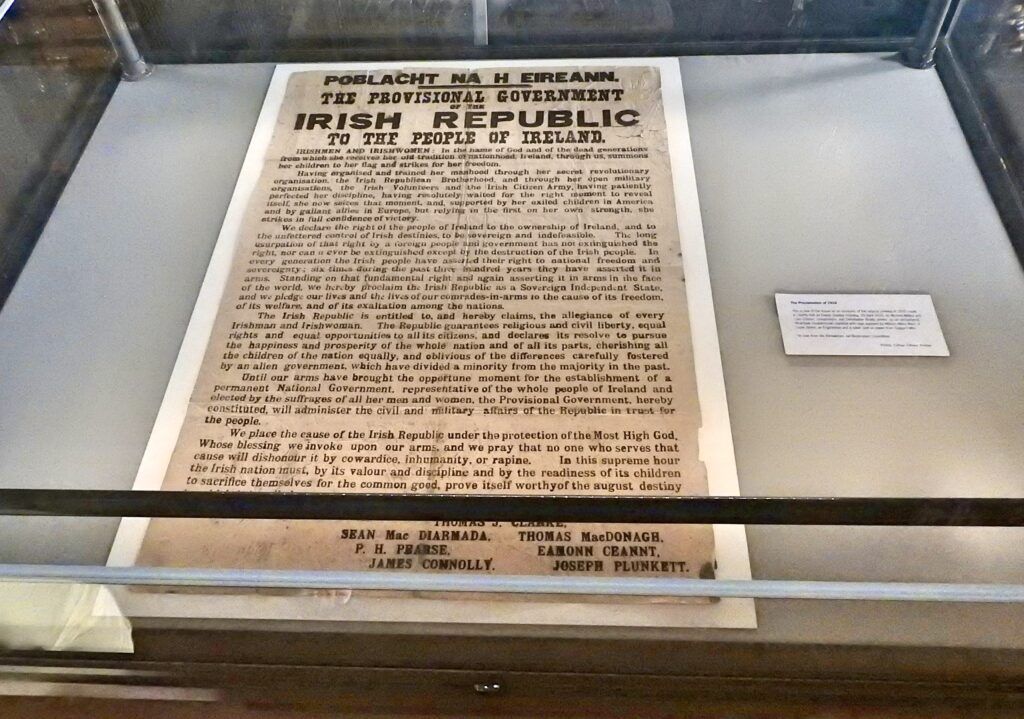 POBLACHT NA H EIREANN.
THE PROVISIONAL GOVERNMENT
OF THE
IRISH REPUBLIC
TO THE PEOPLE OF IRELAND.
IRISHMEN AND IRISHWOMEN: In the name of God and of the dead generations
from which she receives her old tradition of nationhood, Ireland, through us, summons
her children to her flag and strikes for her freedom.
Having organised and trained her manhood through her secret revolutionary
organisation, the Irish Republican Brotherhood, and through her open military
organisations, the Irish Volunteers and the Irish Citizen Army, having patiently
perfected her discipline, having resolutely waited for the right moment to reveal
itself, she now seizes that moment, and, supported by her exiled children in America
and by gallant allies in Europe, but relying in the first on her own strength, she
strikes in full confidence of victory.
We declare the right of the people of Ireland to the ownership of Ireland, and to
the unfettered control of Irish destinies, to be sovereign and indefeasible. The long
usurpation of that right by a foreign people and government has not extinguished the
right, nor can it ever be extinguished except by the destruction of the Irish people. In
every generation the Irish people have asserted their right to national freedom and
sovereignty; six times during the past three hundred years they have asserted it in
arms. Standing on that fundamental right and again asserting it in arms in the face
of the world, we hereby proclaim the Irish Republic as a Sovereign Independent State,
and we pledge our lives and the lives of our comrades-in-arms to the cause of its freedom,
of its welfare, and of its exaltation among the nations.
The Irish Republic is entitled to, and hereby claims, the allegiance of every
Irishman and Irishwoman. The Republic guarantees religious and civil liberty, equal
rights and equal opportunities to all its citizens, and declares its resolve to pursue
the happiness and prosperity of the whole nation and of all its parts, cherishing all
the children of the nation equally, and oblivious of the differences carefully fostered
by an alien government, which have divided a minority from the majority in the past.
Until our arms have brought the opportune moment for the establishment of a
permanent National Government, representative of the whole people of Ireland and
elected by the suffrages of all her men and women, the Provisional Government, hereby
constituted, will administer the civil and military affairs of the Republic in trust for
the people.
We place the cause of the Irish Republic under the protection of the Most High God,
Whose blessing we invoke upon our arms, and we pray that no one who serves that
cause will dishonour it by cowardice, inhumanity, or rapine. In this supreme hour
the Irish nation must, by its valour and discipline and by the readiness of its children
to sacrifice themselves for the common good, prove itself worthy of the august destiny
THOMAS J. CLARKE,
SEAN Mac DIARMADA, THOMAS MacDONAGH,
P. H. PEARSE, EAMONN CEANNT,
JAMES CONNOLLY. JOSEPH PLUNKETT.
The Proclamation of 1916